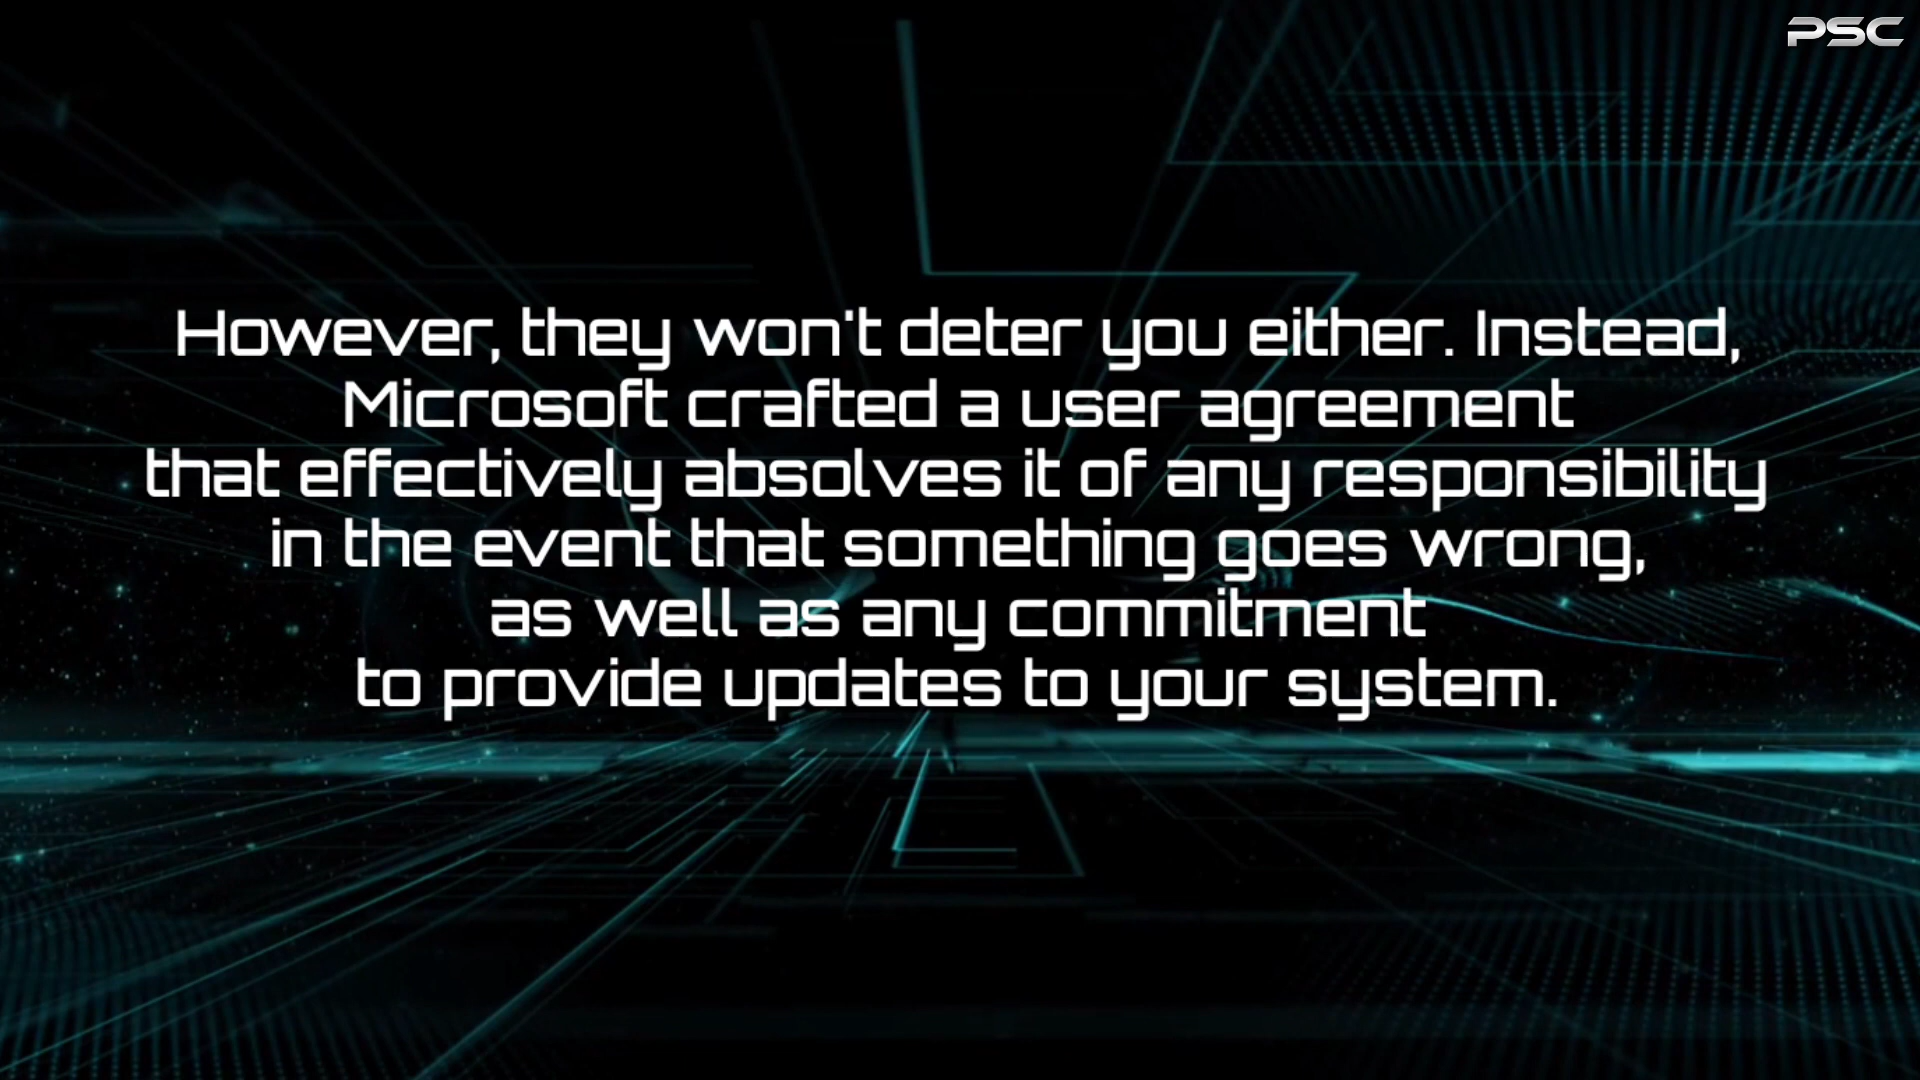 PSC
However, they won't deter you either. Instead,
Microsoft crafted a user agreement
that effectively absolves it of any responsibility
in the event that something goes wrong,
as well as any commitment
to provide updates to your system.